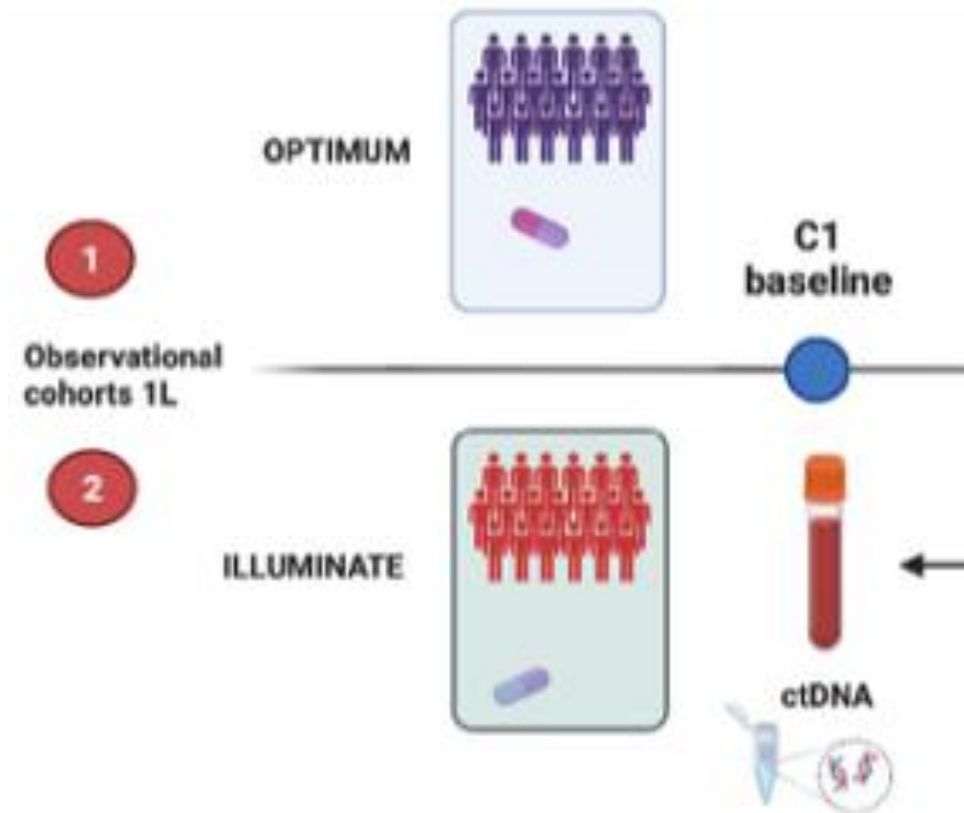 OPTIMUM
1
C1
baseline
Observational
cohorts 1L
2
ILLUMINATE
ctDNA